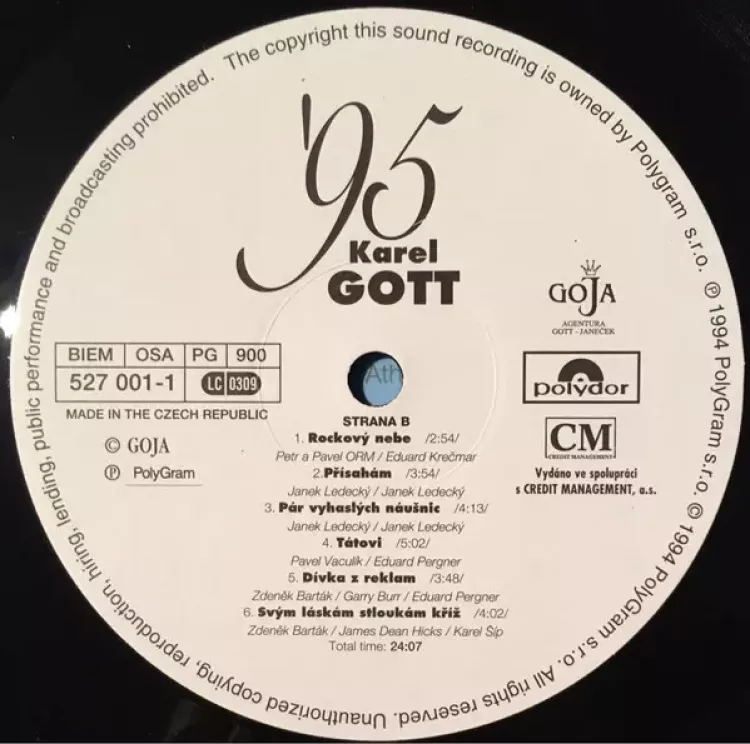 Unauthorized copying, reproduction, hiring, lending, public performance and broadcasting prohibited. The copyright this sound recording is owned by Polygram s.r.o. ℗ 1994 PolyGram s.r.o. © 1994 PolyGram s.r.o. All rights reserved.
'95
Karel
GOTT
GOJA
AGENTURA
GOTT - JANEČEK
BIEM OSA PG 900
527 001-1 LC 0309
MADE IN THE CZECH REPUBLIC
© GOJA
℗ PolyGram
polydor
CM
CREDIT MANAGEMENT
Vydáno ve spolupráci
s CREDIT MANAGEMENT, a.s.
Ath
STRANA B
1. Rockový nebe /2:54/
Petr a Pavel ORM / Eduard Krečmar
2. Přísahám /3:54/
Janek Ledecký / Janek Ledecký
3. Pár vyhaslých náušnic /4:13/
Janek Ledecký / Janek Ledecký
4. Tátovi /5:02/
Pavel Vaculík / Eduard Pergner
5. Dívka z reklam /3:48/
Zdeněk Barták / Garry Burr / Eduard Pergner
6. Svým láskám stloukám kříž /4:02/
Zdeněk Barták / James Dean Hicks / Karel Šíp
Total time: 24:07